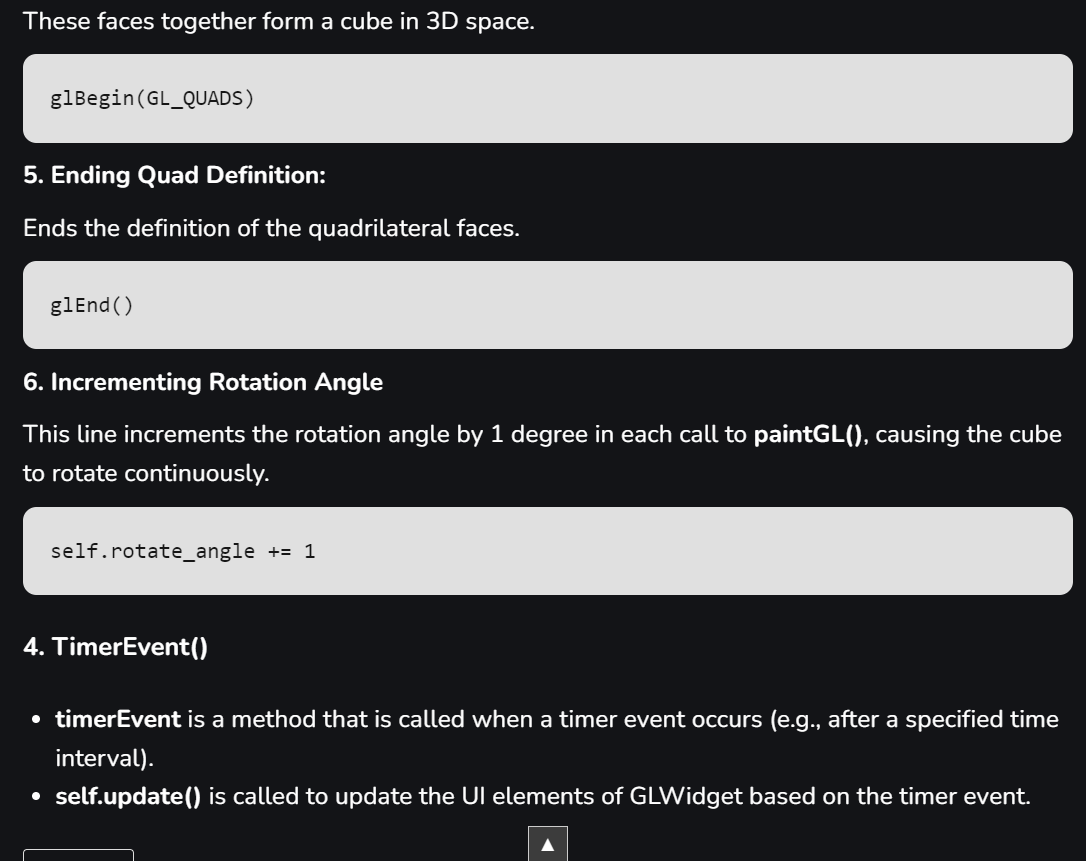 These faces together form a cube in 3D space.
glBegin(GL_QUADS)
5. Ending Quad Definition:
Ends the definition of the quadrilateral faces.
glEnd()
6. Incrementing Rotation Angle
This line increments the rotation angle by 1 degree in each call to paintGL(), causing the cube
to rotate continuously.
self.rotate_angle += 1
4. TimerEvent()
• timerEvent is a method that is called when a timer event occurs (e.g., after a specified time
interval).
• self.update() is called to update the UI elements of GLWidget based on the timer event.
▲